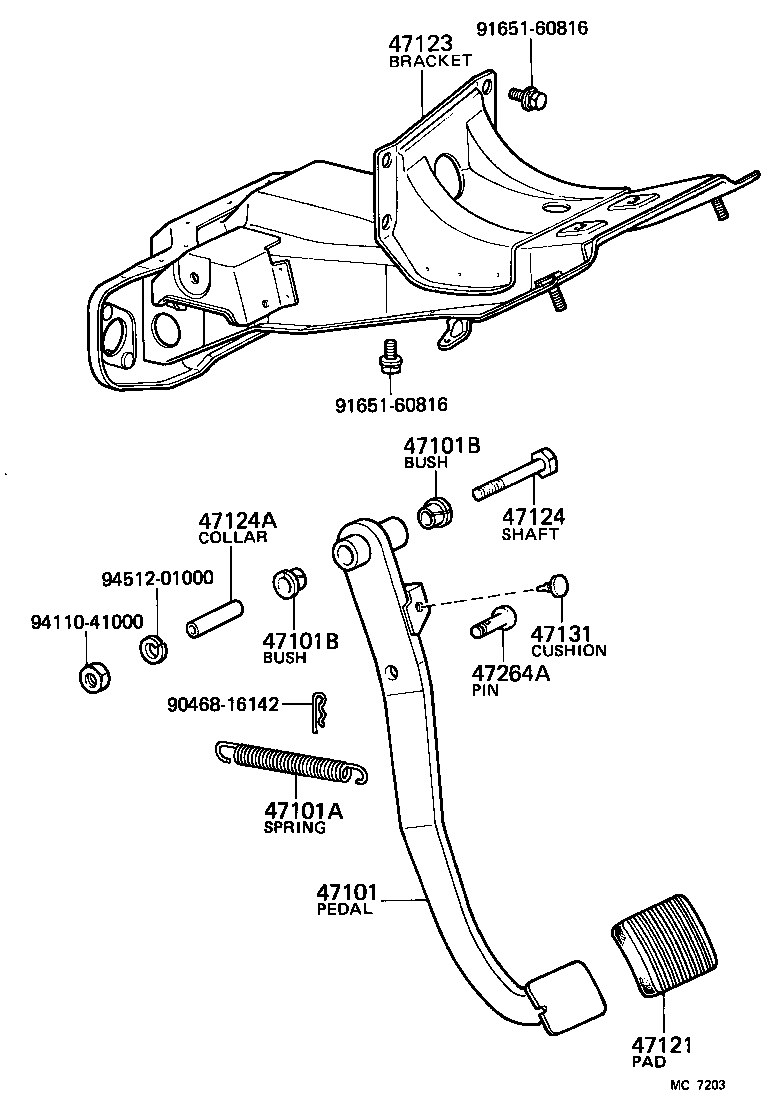 91651-60816
47123
BRACKET
91651-60816
47101B
BUSH
47124
SHAFT
47124A
COLLAR
94512-01000
94110-41000
47101B
BUSH
47131
CUSHION
47264A
PIN
90468-16142
47101A
SPRING
47101
PEDAL
47121
PAD
MC 7203